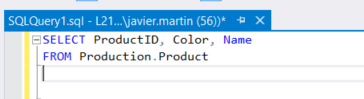 SQLQuery1.sql - L21...\javier.martin (56))*
SELECT ProductID, Color, Name
FROM Production.Product